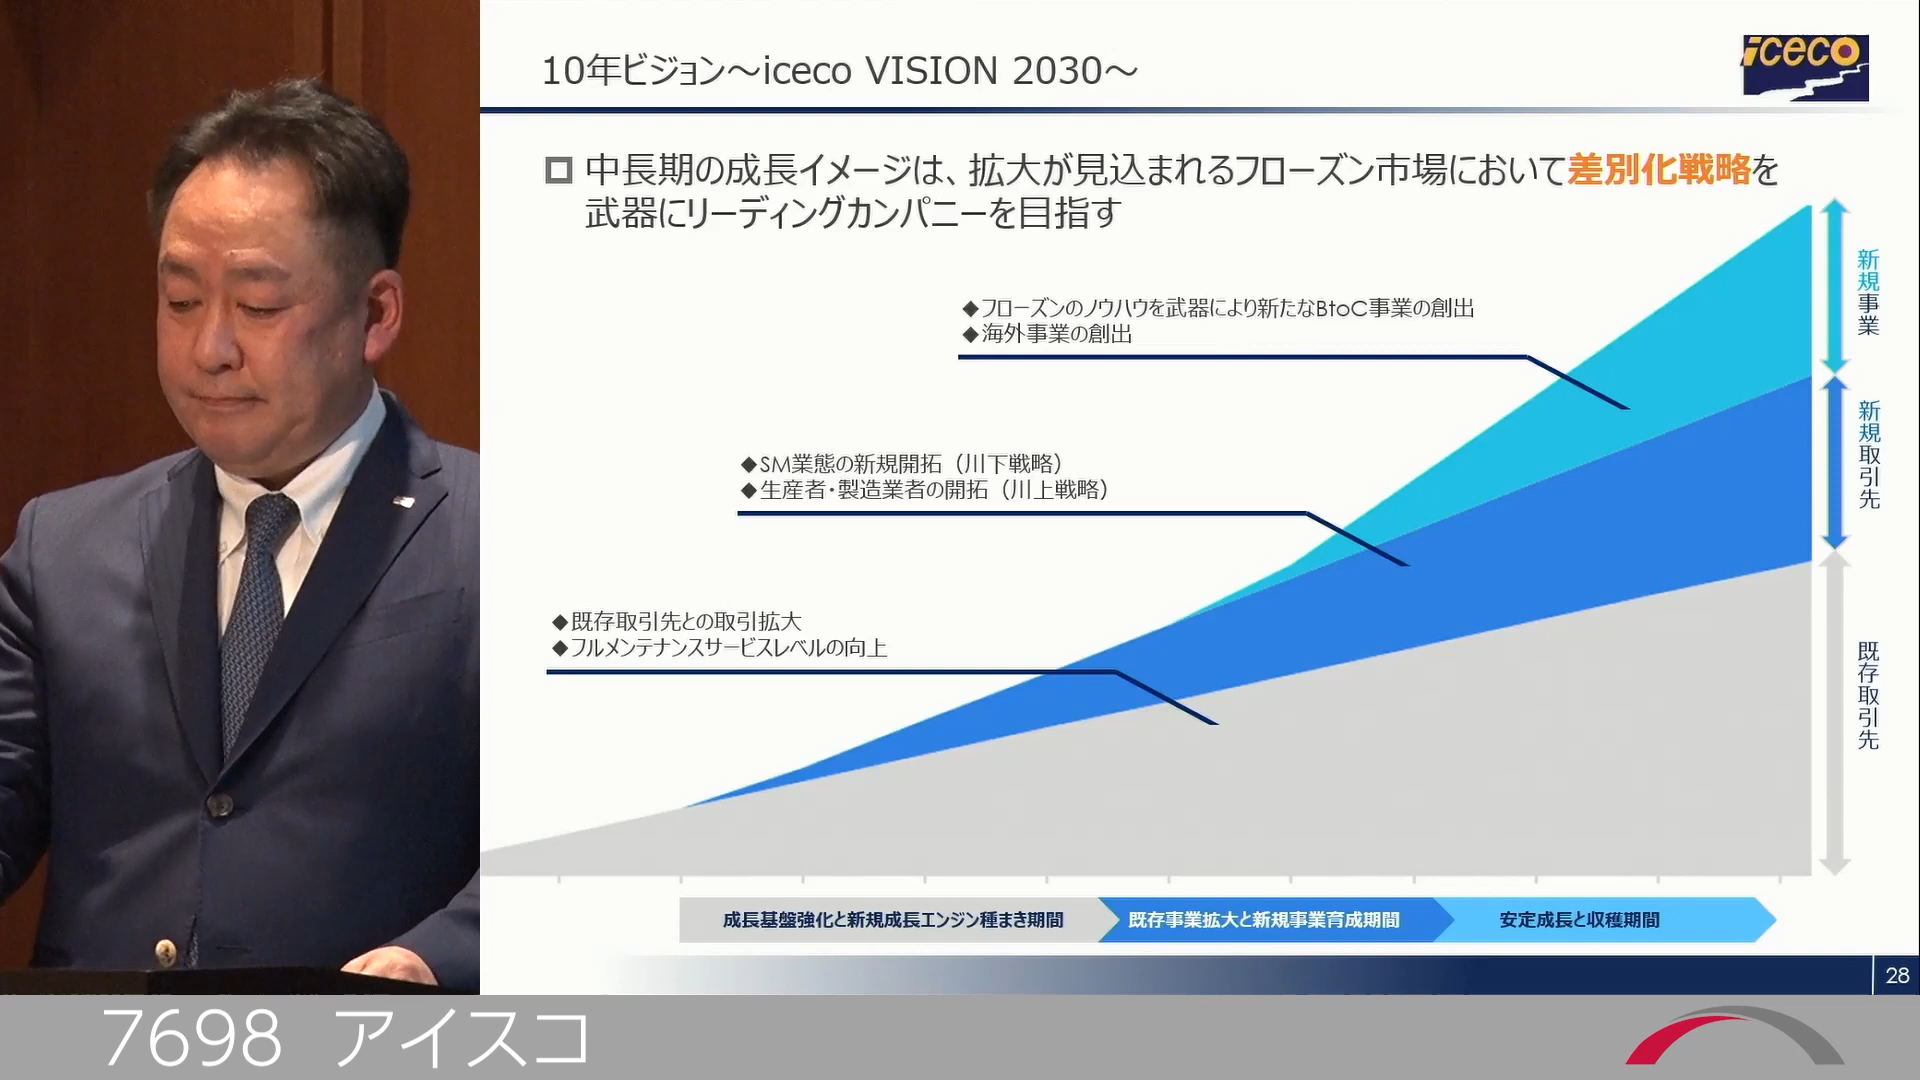 10年ビジョン～iceco VISION 2030～
iceco
中長期の成長イメージは、拡大が見込まれるフローズン市場において差別化戦略を
武器にリーディングカンパニーを目指す
◆フローズンのノウハウを武器により新たなBtoC事業の創出
◆海外事業の創出
新規事業
◆SM業態の新規開拓（川下戦略）
◆生産者・製造業者の開拓（川上戦略）
新規取引先
◆既存取引先との取引拡大
◆フルメンテナンスサービスレベルの向上
既存取引先
成長基盤強化と新規成長エンジン種まき期間
既存事業拡大と新規事業育成期間
安定成長と収穫期間
28
7698 アイスコ